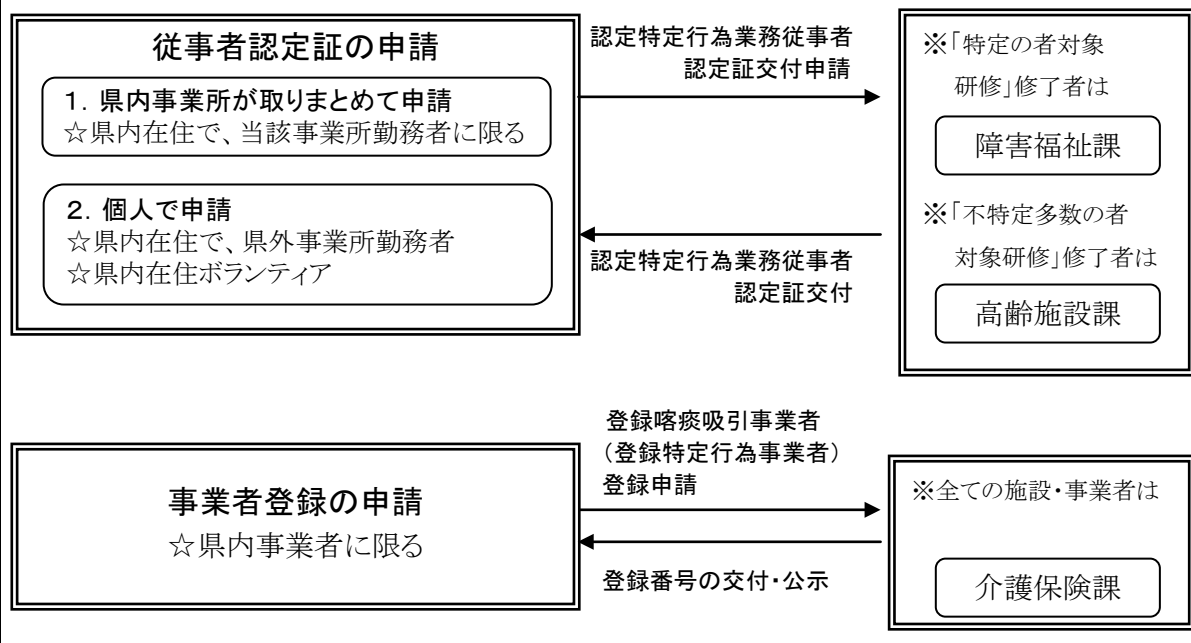 従事者認定証の申請
1. 県内事業所が取りまとめて申請
☆県内在住で、当該事業所勤務者に限る
2. 個人で申請
☆県内在住で、県外事業所勤務者
☆県内在住ボランティア
認定特定行為業務従事者
認定証交付申請
認定特定行為業務従事者
認定証交付
※「特定の者対象
研修」修了者は
障害福祉課
※「不特定多数の者
対象研修」修了者は
高齢施設課
事業者登録の申請
☆県内事業者に限る
登録喀痰吸引事業者
（登録特定行為事業者）
登録申請
登録番号の交付・公示
※全ての施設・事業者は
介護保険課